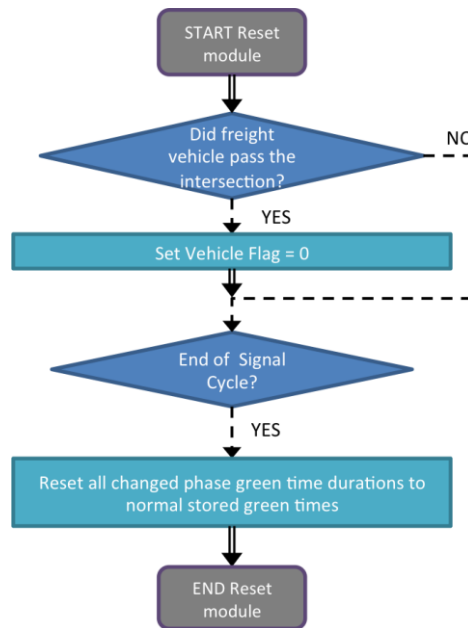 START Reset
module
Did freight
vehicle pass the
intersection?
NO
YES
Set Vehicle Flag = 0
End of Signal
Cycle?
YES
Reset all changed phase green time durations to
normal stored green times
END Reset
module